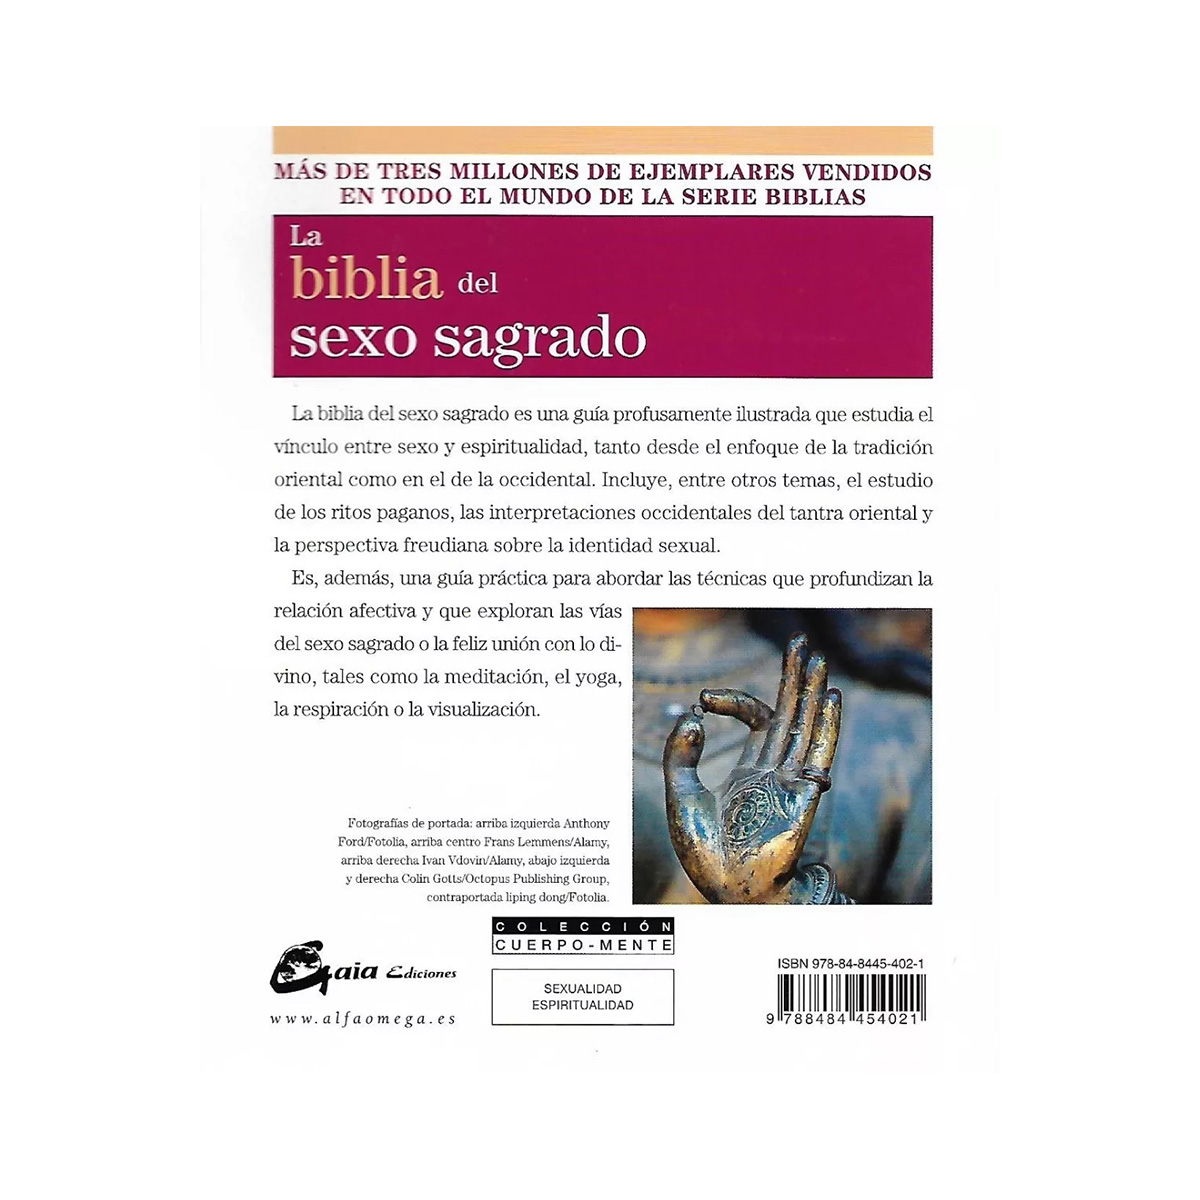 MÁS DE TRES MILLONES DE EJEMPLARES VENDIDOS
EN TODO EL MUNDO DE LA SERIE BIBLIAS
La
biblia del
sexo sagrado
La biblia del sexo sagrado es una guía profusamente ilustrada que estudia el
vínculo entre sexo y espiritualidad, tanto desde el enfoque de la tradición
oriental como en el de la occidental. Incluye, entre otros temas, el estudio
de los ritos paganos, las interpretaciones occidentales del tantra oriental y
la perspectiva freudiana sobre la identidad sexual.
Es, además, una guía práctica para abordar las técnicas que profundizan la
relación afectiva y que exploran las vías
del sexo sagrado o la feliz unión con lo di-
vino, tales como la meditación, el yoga,
la respiración o la visualización.
Fotografías de portada: arriba izquierda Anthony
Ford/Fotolia, arriba centro Frans Lemmens/Alamy,
arriba derecha Ivan Vdovin/Alamy, abajo izquierda
y derecha Colin Gotts/Octopus Publishing Group,
contraportada liping dong/Fotolia.
COLECCIÓN
CUERPO-MENTE
Gaia Ediciones
www.alfaomega.es
SEXUALIDAD
ESPIRITUALIDAD
ISBN 978-84-8445-402-1
9 788484 454021